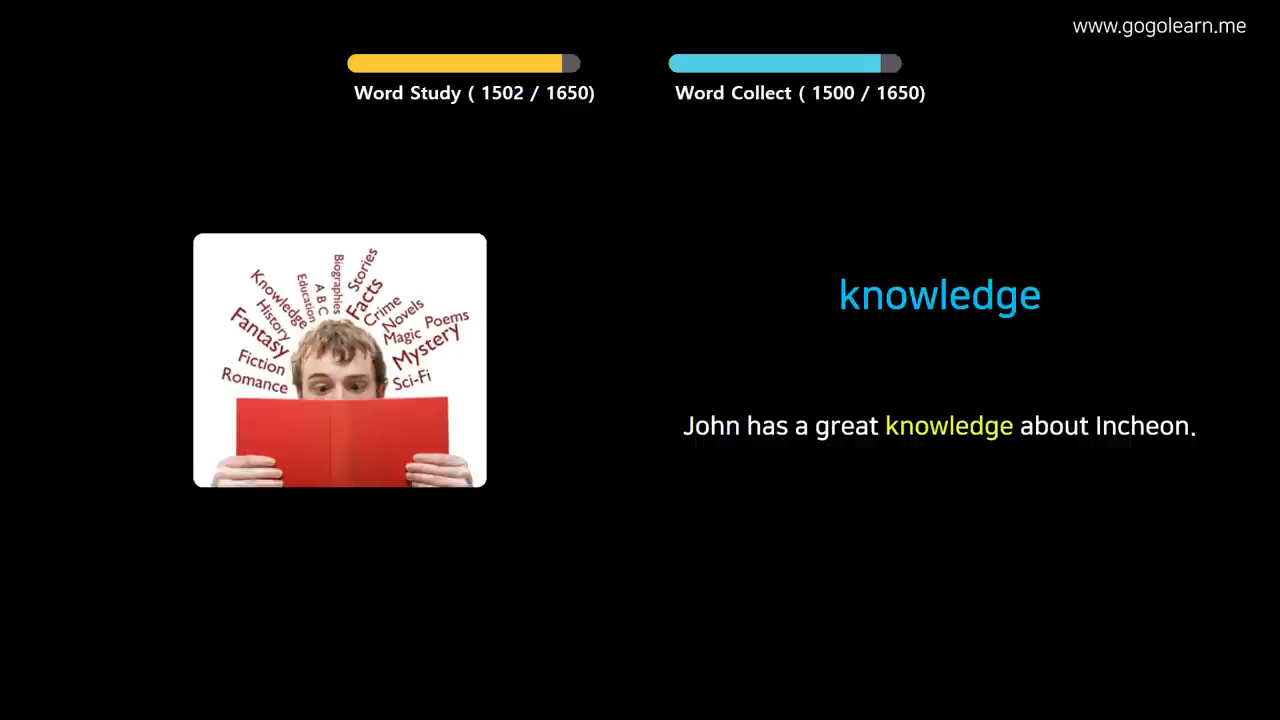 www.gogolearn.me
Word Study ( 1502 / 1650)
Word Collect ( 1500 / 1650)
Knowledge
History
Fantasy
Fiction
Romance
Education
A B C
Biographies
Stories
Facts
Crime
Novels
Magic
Poems
Mystery
Sci-Fi
knowledge
John has a great knowledge about Incheon.